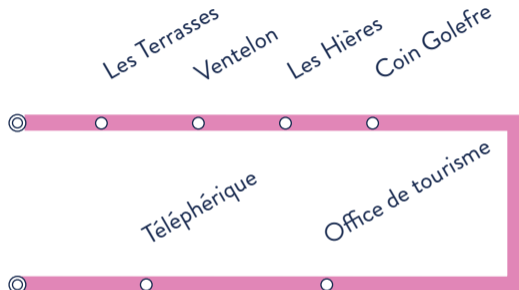 Les Terrasses
Ventelon
Les Hières
Coin Golefre
Téléphérique
Office de tourisme